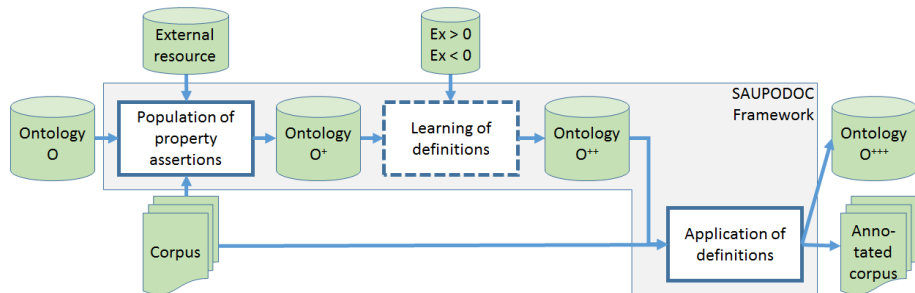 External
resource
Ex > 0
Ex < 0
SAUPODOC
Framework
Ontology
O
Population of
property
assertions
Ontology
O⁺
Learning of
definitions
Ontology
O⁺⁺
Ontology
O⁺⁺⁺
Corpus
Application of
definitions
Anno-
tated
corpus